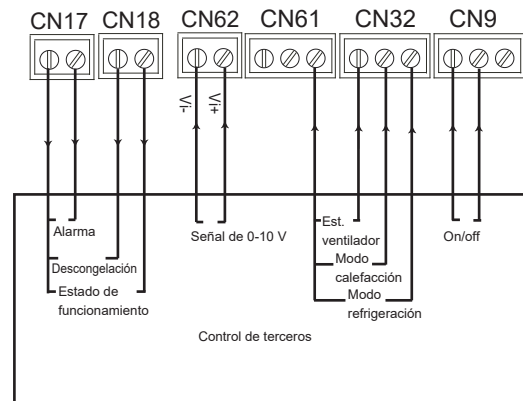 CN17 CN18 CN62 CN61 CN32 CN9
Vi- Vi+
Alarma
Señal de 0-10 V
Est.
ventilador
On/off
Descongelación
Modo
calefacción
Estado de
funcionamiento
Modo
refrigeración
Control de terceros